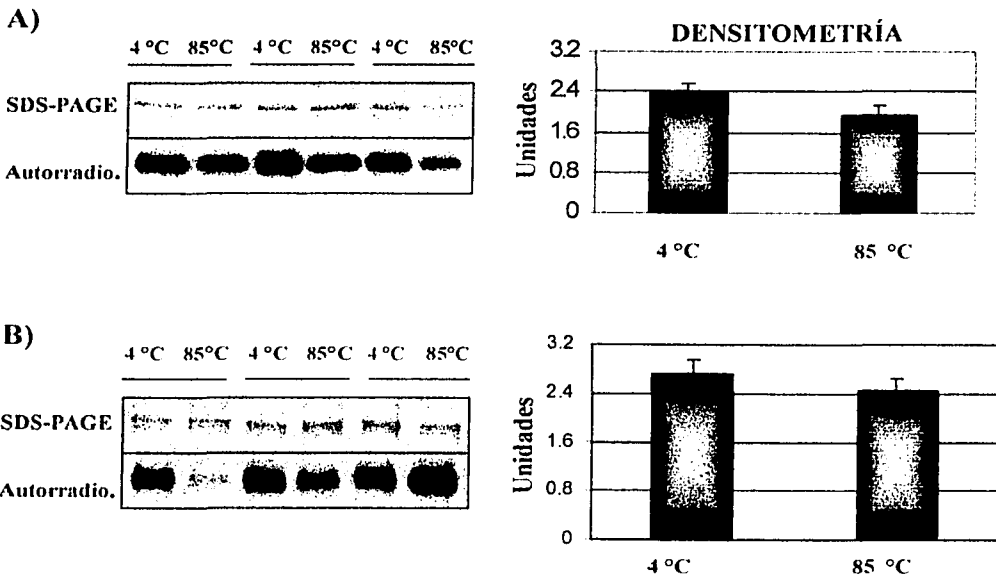 A)
4 °C 85°C 4 °C 85°C 4 °C 85°C
SDS-PAGE
Autorradio.
DENSITOMETRÍA
Unidades
3.2
2.4
1.6
0.8
0
4 °C 85 °C
B)
4 °C 85°C 4 °C 85°C 4 °C 85°C
SDS-PAGE
Autorradio.
Unidades
3.2
2.4
1.6
0.8
0
4 °C 85 °C